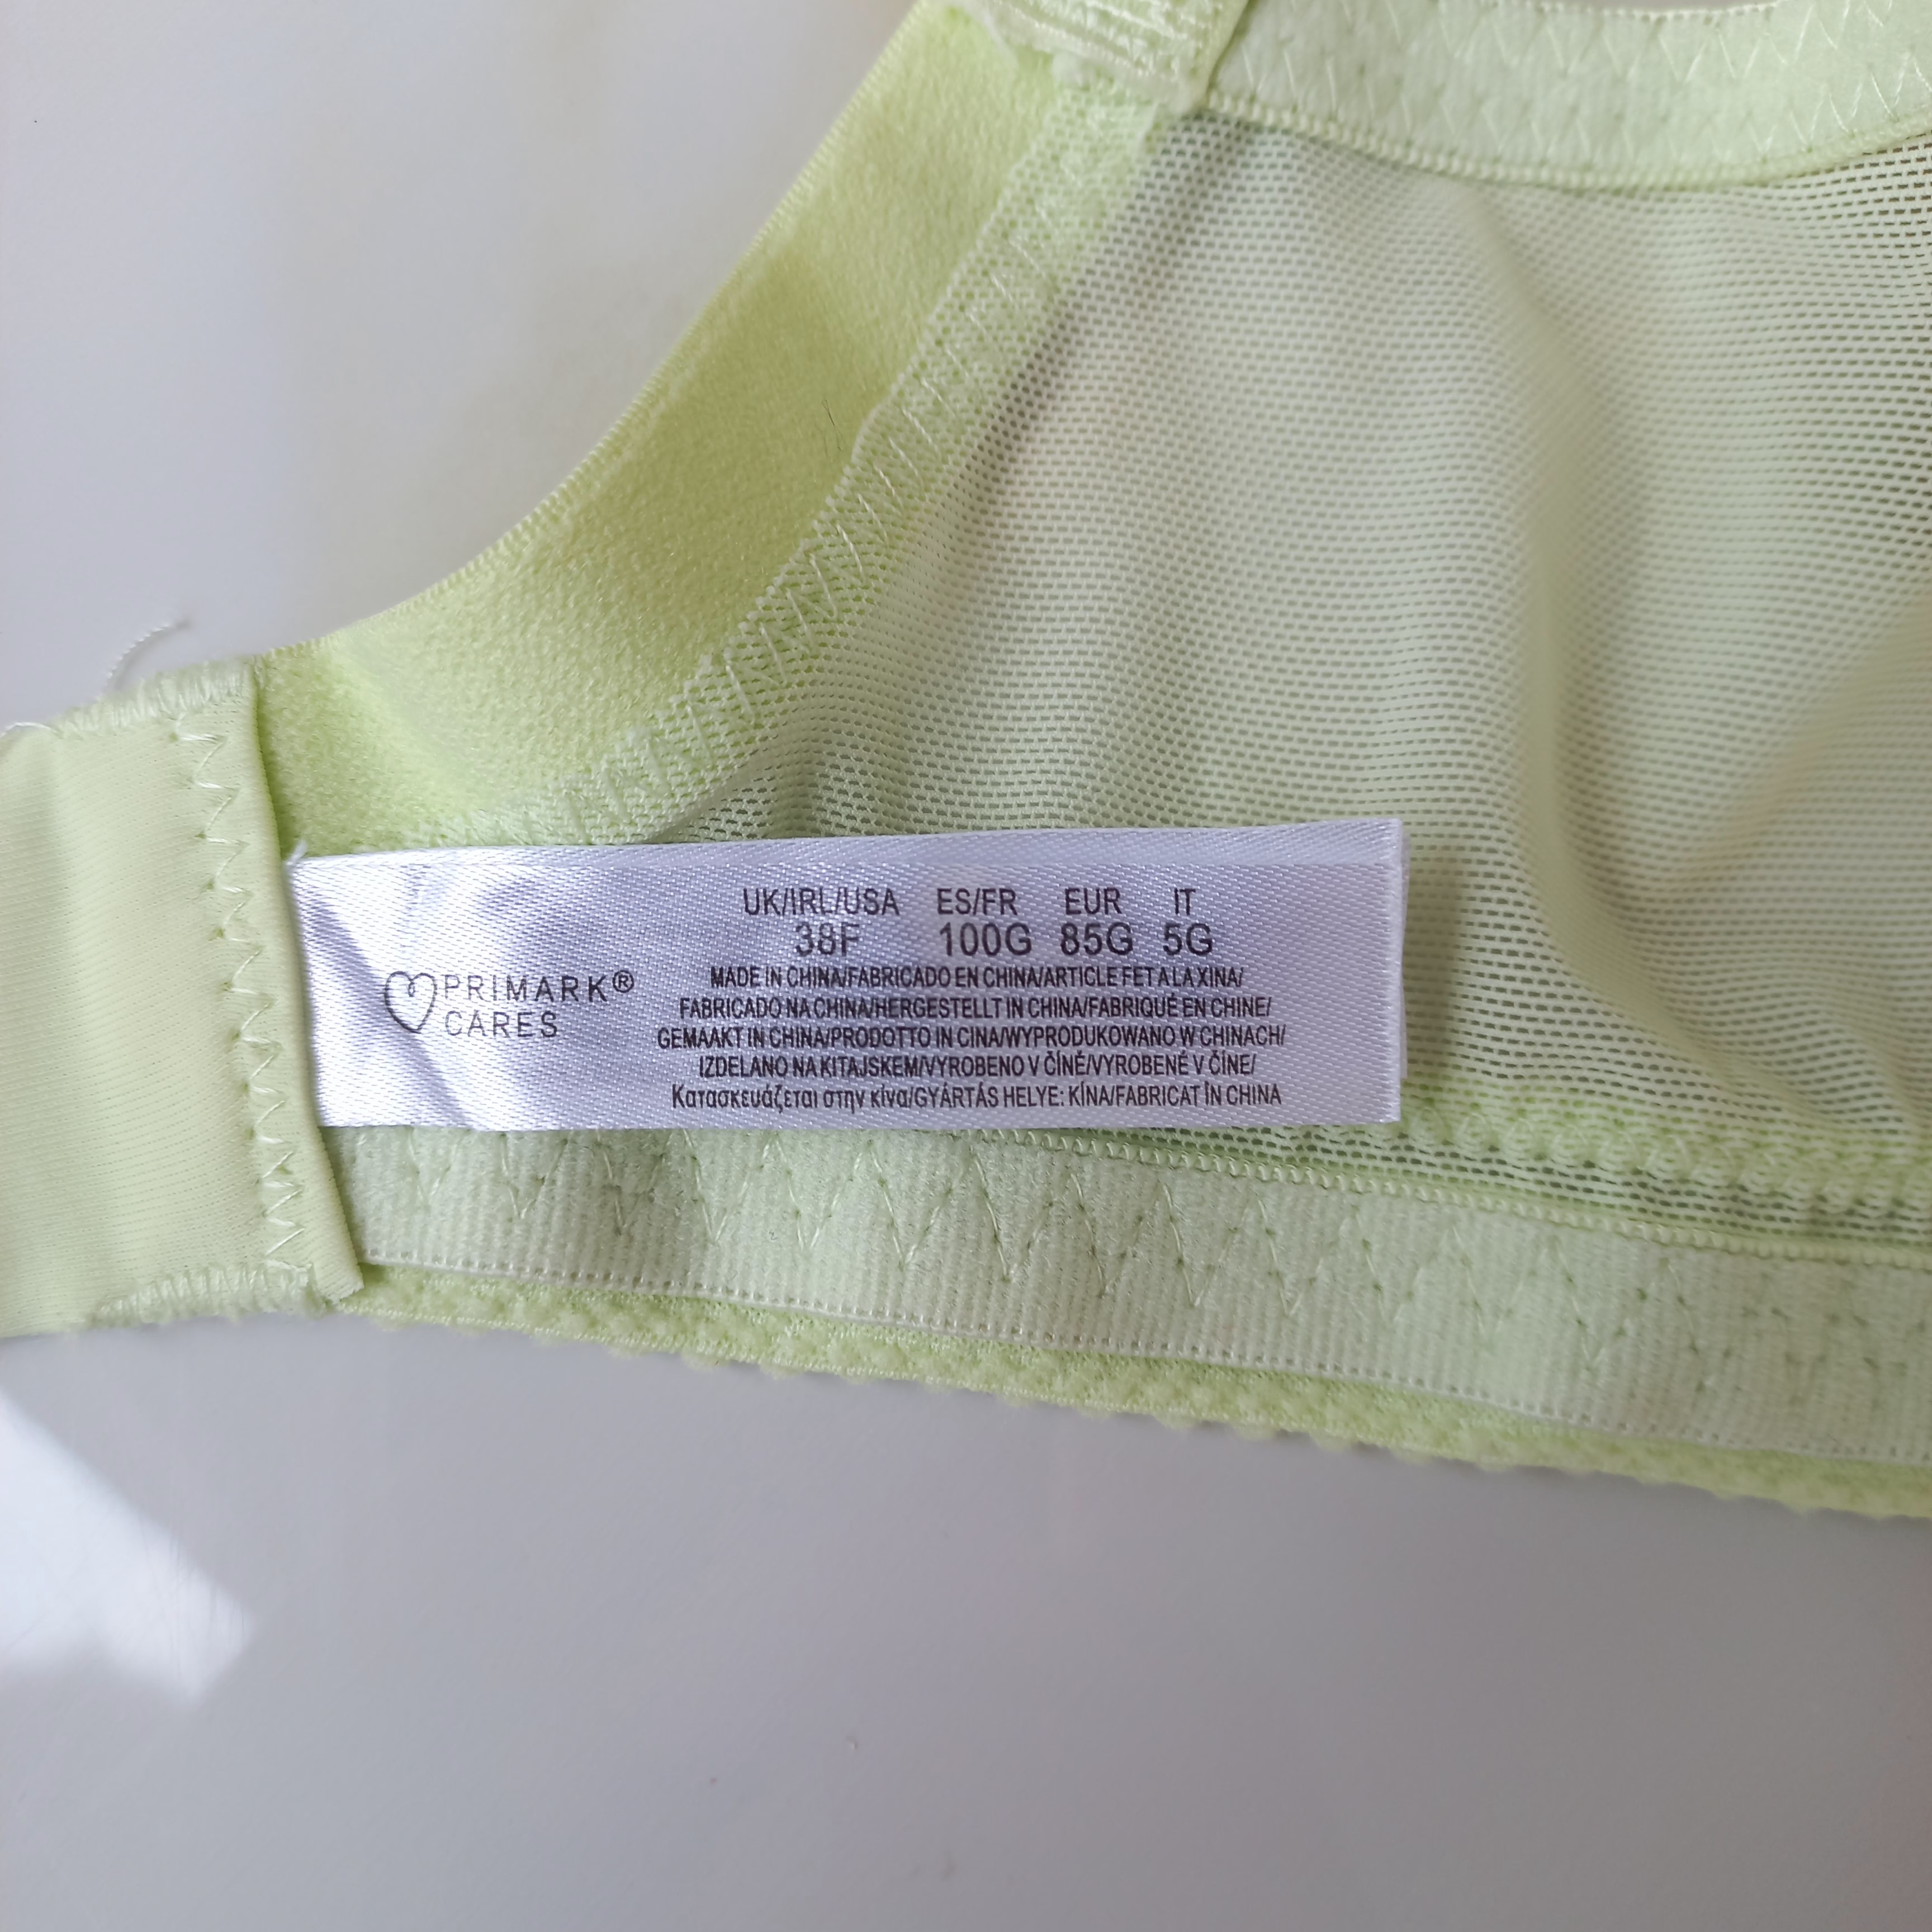 PRIMARK®
CARES
UK/IRL/USA ES/FR EUR IT
38F 100G 85G 5G
MADE IN CHINA/FABRICADO EN CHINA/ARTICLE FET A LA XINA/
FABRICADO NA CHINA/HERGESTELLT IN CHINA/FABRIQUÉ EN CHINE/
GEMAAKT IN CHINA/PRODOTTO IN CINA/WYPRODUKOWANO W CHINACH/
IZDELANO NA KITAJSKEM/VYROBENO V ČÍNĚ/VYROBENÉ V ČÍNE/
Κατασκευάζεται στην κίνα/GYÁRTÁS HELYE: KÍNA/FABRICAT ÎN CHINA